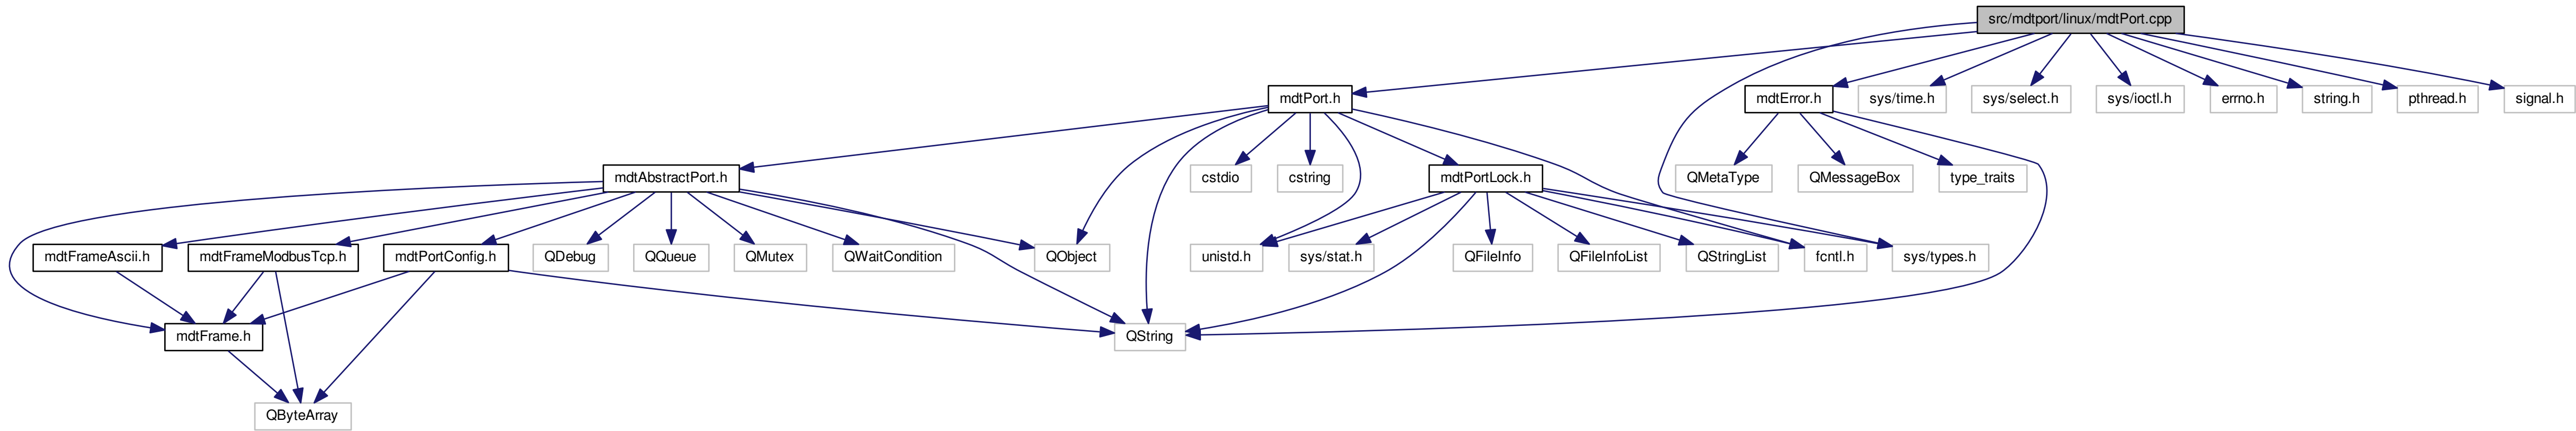 src/mdtport/linux/mdtPort.cpp
mdtPort.h
mdtError.h
sys/time.h
sys/select.h
sys/ioctl.h
errno.h
string.h
pthread.h
signal.h
mdtAbstractPort.h
cstdio
cstring
mdtPortLock.h
QMetaType
QMessageBox
type_traits
mdtFrameAscii.h
mdtFrameModbusTcp.h
mdtPortConfig.h
QDebug
QQueue
QMutex
QWaitCondition
QObject
unistd.h
sys/stat.h
QFileInfo
QFileInfoList
QStringList
fcntl.h
sys/types.h
mdtFrame.h
QString
QByteArray